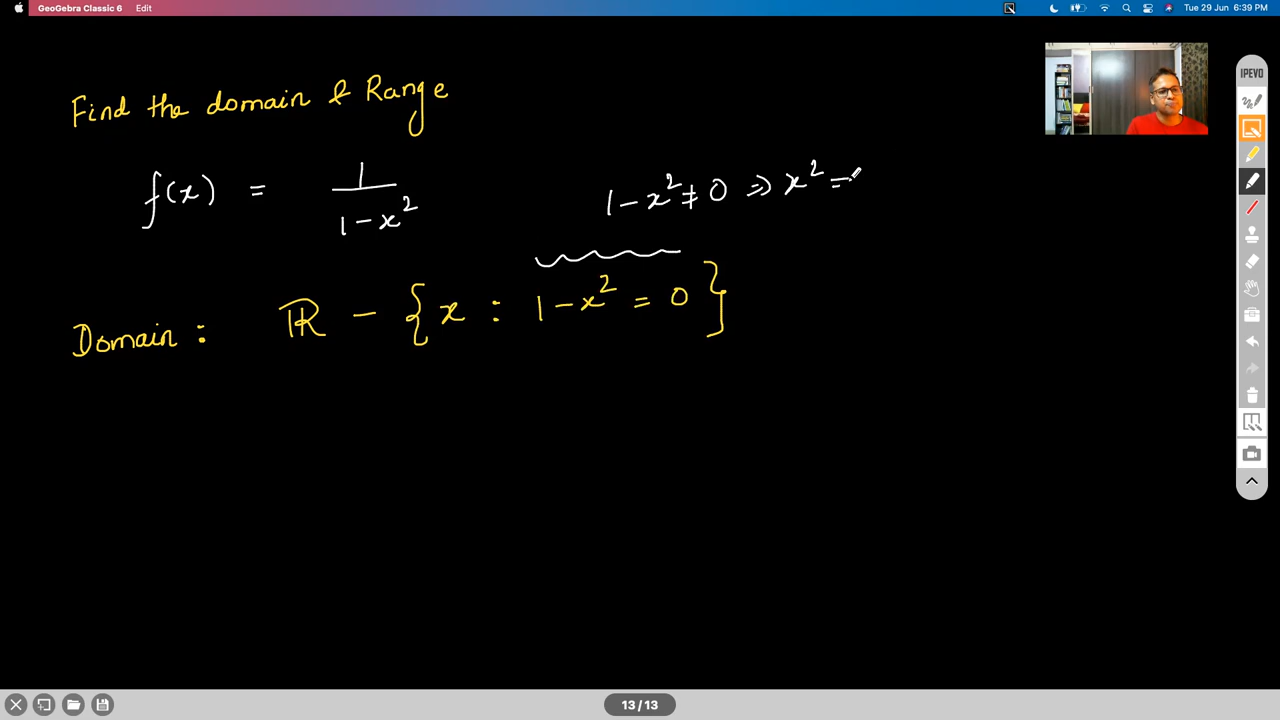 GeoGebra Classic 6 Edit Tue 29 Jun 6:39 PM
IPEVO
Find the domain & Range
f(x) = 1/(1-x²)
1-x² ≠ 0 ⇒ x² =
Domain : ℝ - {x : 1-x² = 0}
13/13